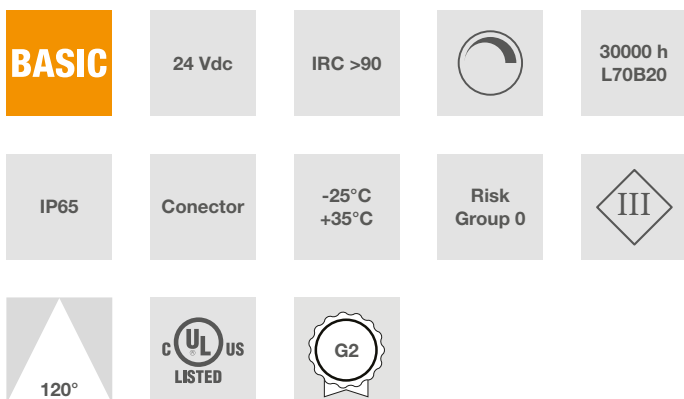 BASIC
24 Vdc
IRC >90
30000 h
L70B20
IP65
Conector
-25°C
+35°C
Risk
Group 0
III
120°
C UL US
®
LISTED
G2